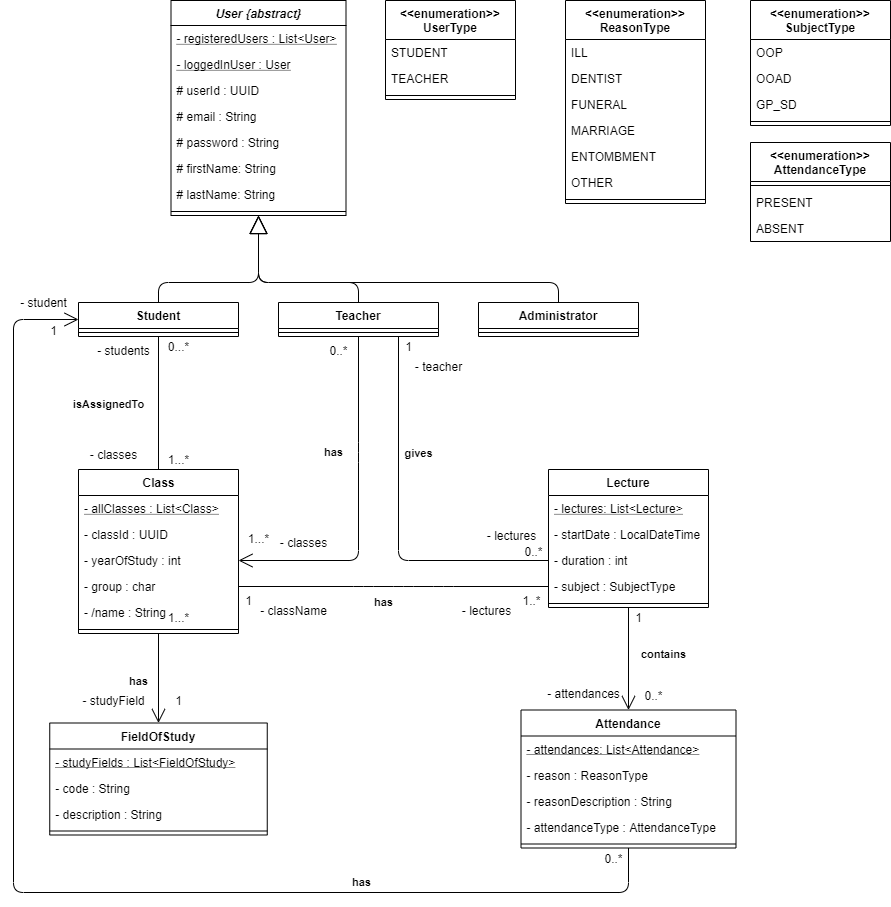 User {abstract}
- registeredUsers : List<User>
- loggedInUser : User
# userId : UUID
# email : String
# password : String
# firstName: String
# lastName: String
<<enumeration>>
UserType
STUDENT
TEACHER
<<enumeration>>
ReasonType
ILL
DENTIST
FUNERAL
MARRIAGE
ENTOMBMENT
OTHER
<<enumeration>>
SubjectType
OOP
OOAD
GP_SD
<<enumeration>>
AttendanceType
PRESENT
ABSENT
- student
1
Student
Teacher
Administrator
- students
0...*
0..*
1
- teacher
isAssignedTo
has
gives
- classes
1...*
Class
- allClasses : List<Class>
- classId : UUID
- yearOfStudy : int
- group : char
- /name : String
1...*
1...*
- classes
- lectures
0..*
Lecture
- lectures: List<Lecture>
- startDate : LocalDateTime
- duration : int
- subject : SubjectType
1
- className
has
- lectures
1..*
1
contains
- attendances
0..*
has
- studyField
1
FieldOfStudy
- studyFields : List<FieldOfStudy>
- code : String
- description : String
Attendance
- attendances: List<Attendance>
- reason : ReasonType
- reasonDescription : String
- attendanceType : AttendanceType
0..*
has